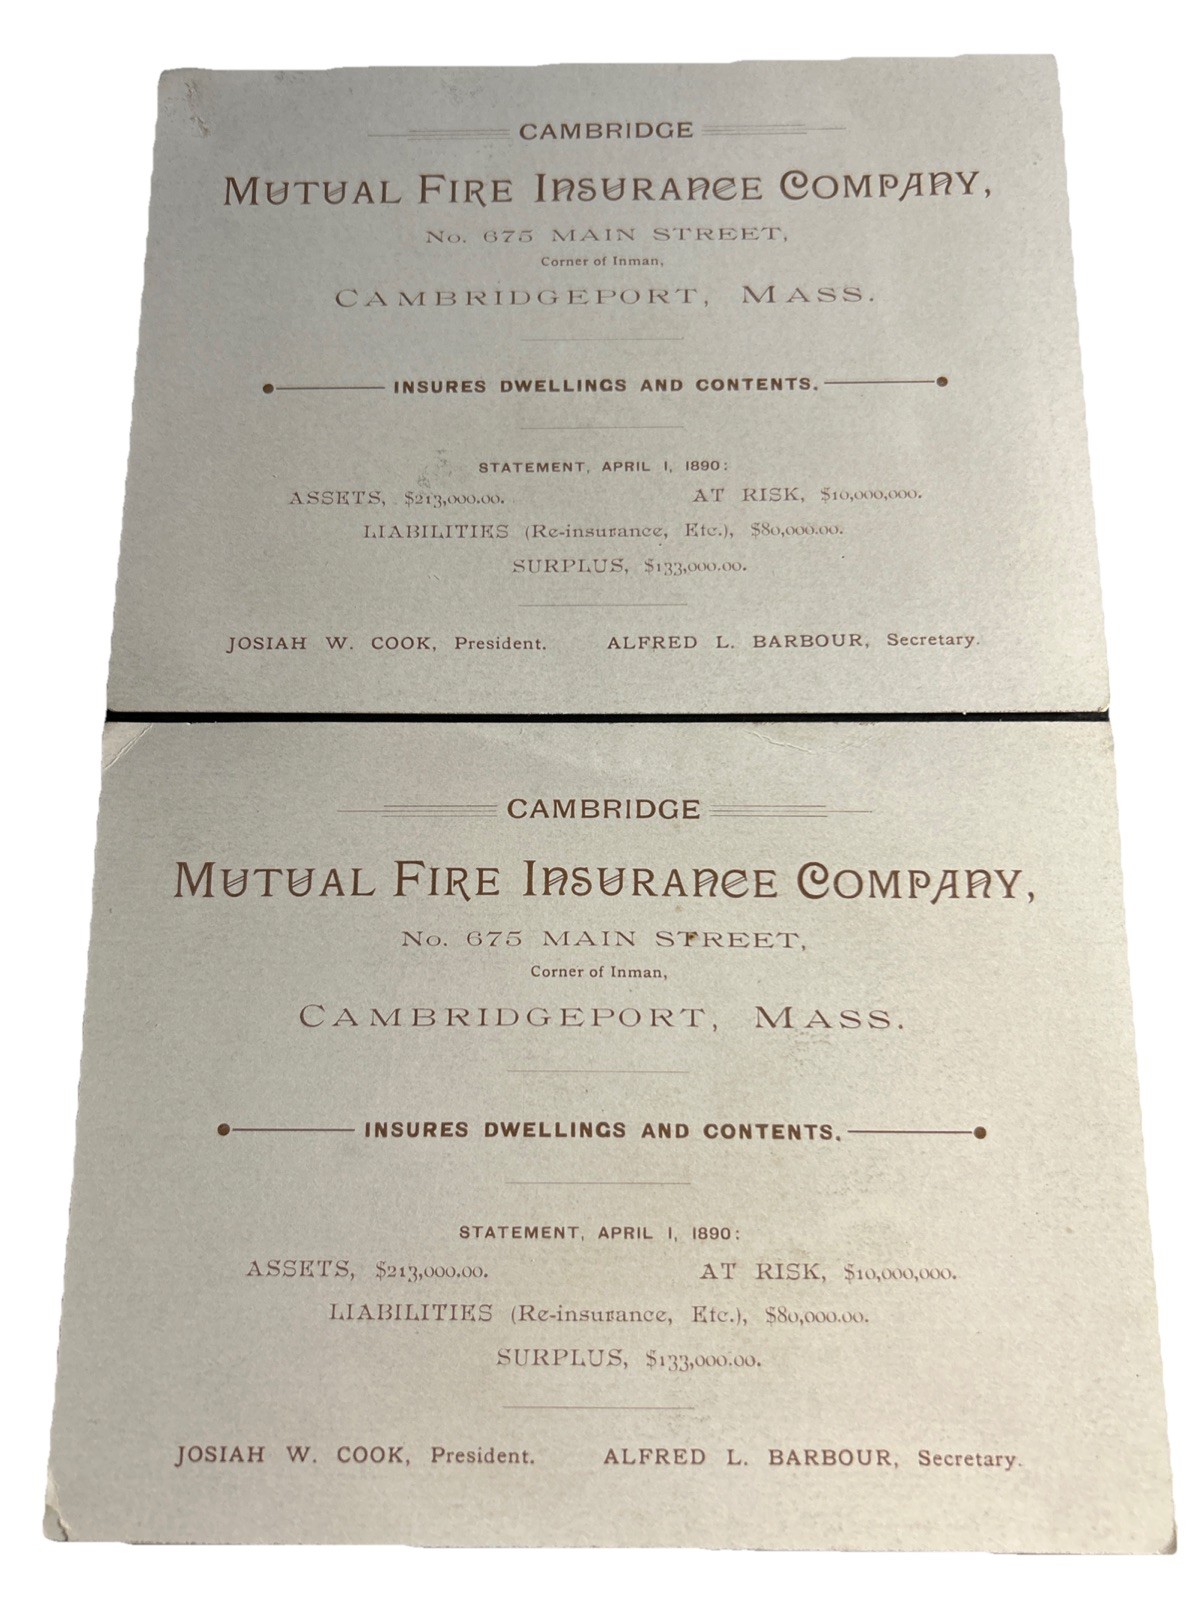 CAMBRIDGE
MUTUAL FIRE INSURANCE COMPANY,
No. 675 MAIN STREET,
Corner of Inman,
CAMBRIDGEPORT, MASS.
INSURES DWELLINGS AND CONTENTS.
STATEMENT, APRIL 1, 1890:
ASSETS, $213,000.00. AT RISK, $10,000,000.
LIABILITIES (Re-insurance, Etc.), $80,000.00.
SURPLUS, $133,000.00.
JOSIAH W. COOK, President. ALFRED L. BARBOUR, Secretary.
CAMBRIDGE
MUTUAL FIRE INSURANCE COMPANY,
No. 675 MAIN STREET,
Corner of Inman,
CAMBRIDGEPORT, MASS.
INSURES DWELLINGS AND CONTENTS.
STATEMENT, APRIL 1, 1890:
ASSETS, $213,000.00. AT RISK, $10,000,000.
LIABILITIES (Re-insurance, Etc.), $80,000.00.
SURPLUS, $133,000.00.
JOSIAH W. COOK, President. ALFRED L. BARBOUR, Secretary.